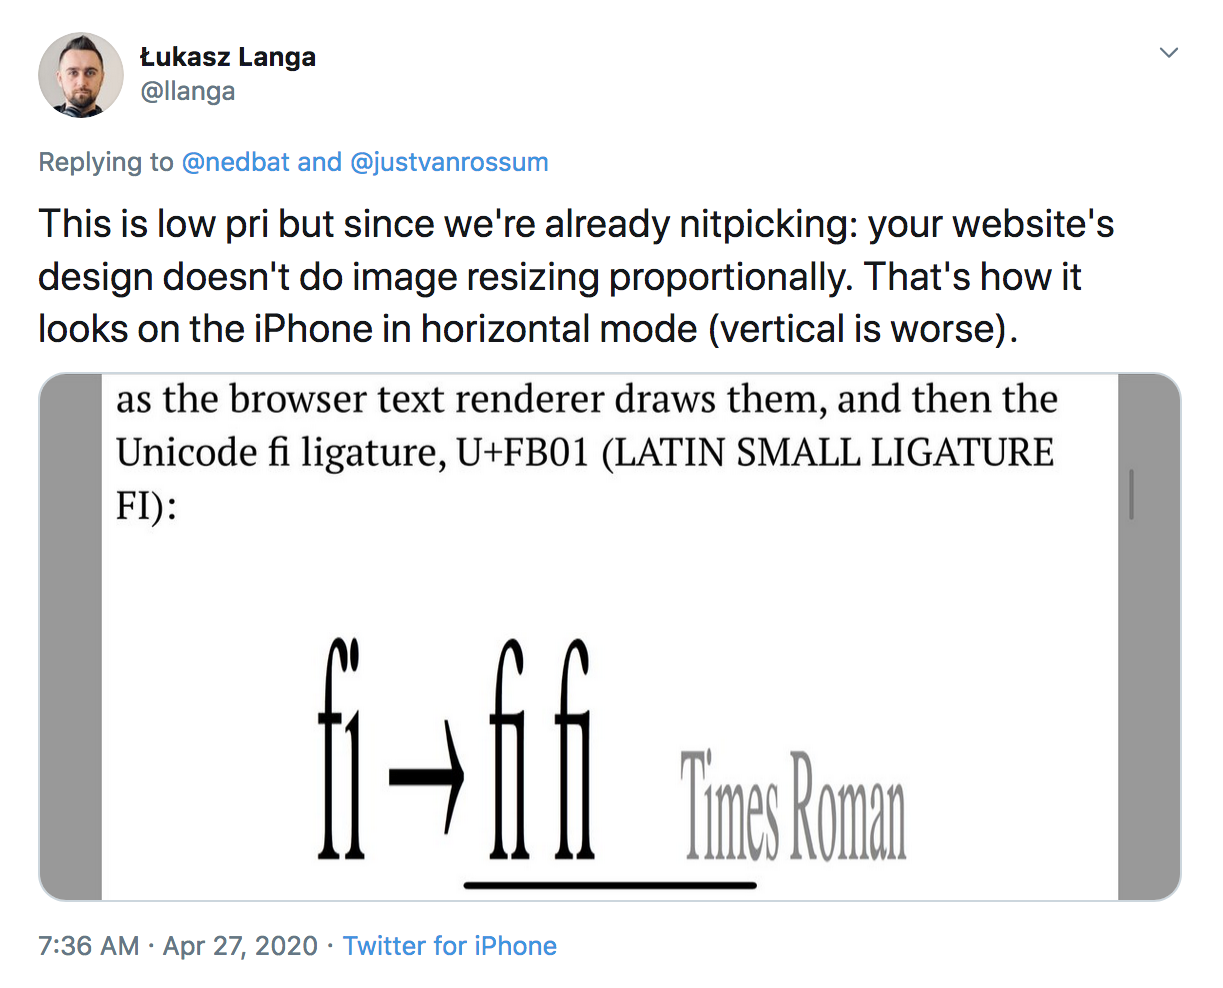 Łukasz Langa
@llanga
Replying to @nedbat and @justvanrossum
This is low pri but since we're already nitpicking: your website's
design doesn't do image resizing proportionally. That's how it
looks on the iPhone in horizontal mode (vertical is worse).
as the browser text renderer draws them, and then the
Unicode fi ligature, U+FB01 (LATIN SMALL LIGATURE
FI):
fi → fi ﬁ Times Roman
7:36 AM · Apr 27, 2020 · Twitter for iPhone